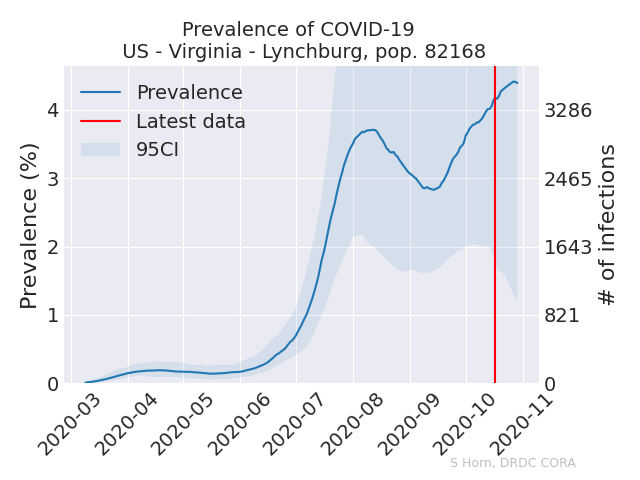 Prevalence of COVID-19
US - Virginia - Lynchburg, pop. 82168
Prevalence
Latest data
95CI
Prevalence (%)
4
3
2
1
0
3286
2465
1643
821
0
# of infections
2020-03
2020-04
2020-05
2020-06
2020-07
2020-08
2020-09
2020-10
2020-11
S Horn, DRDC CORA